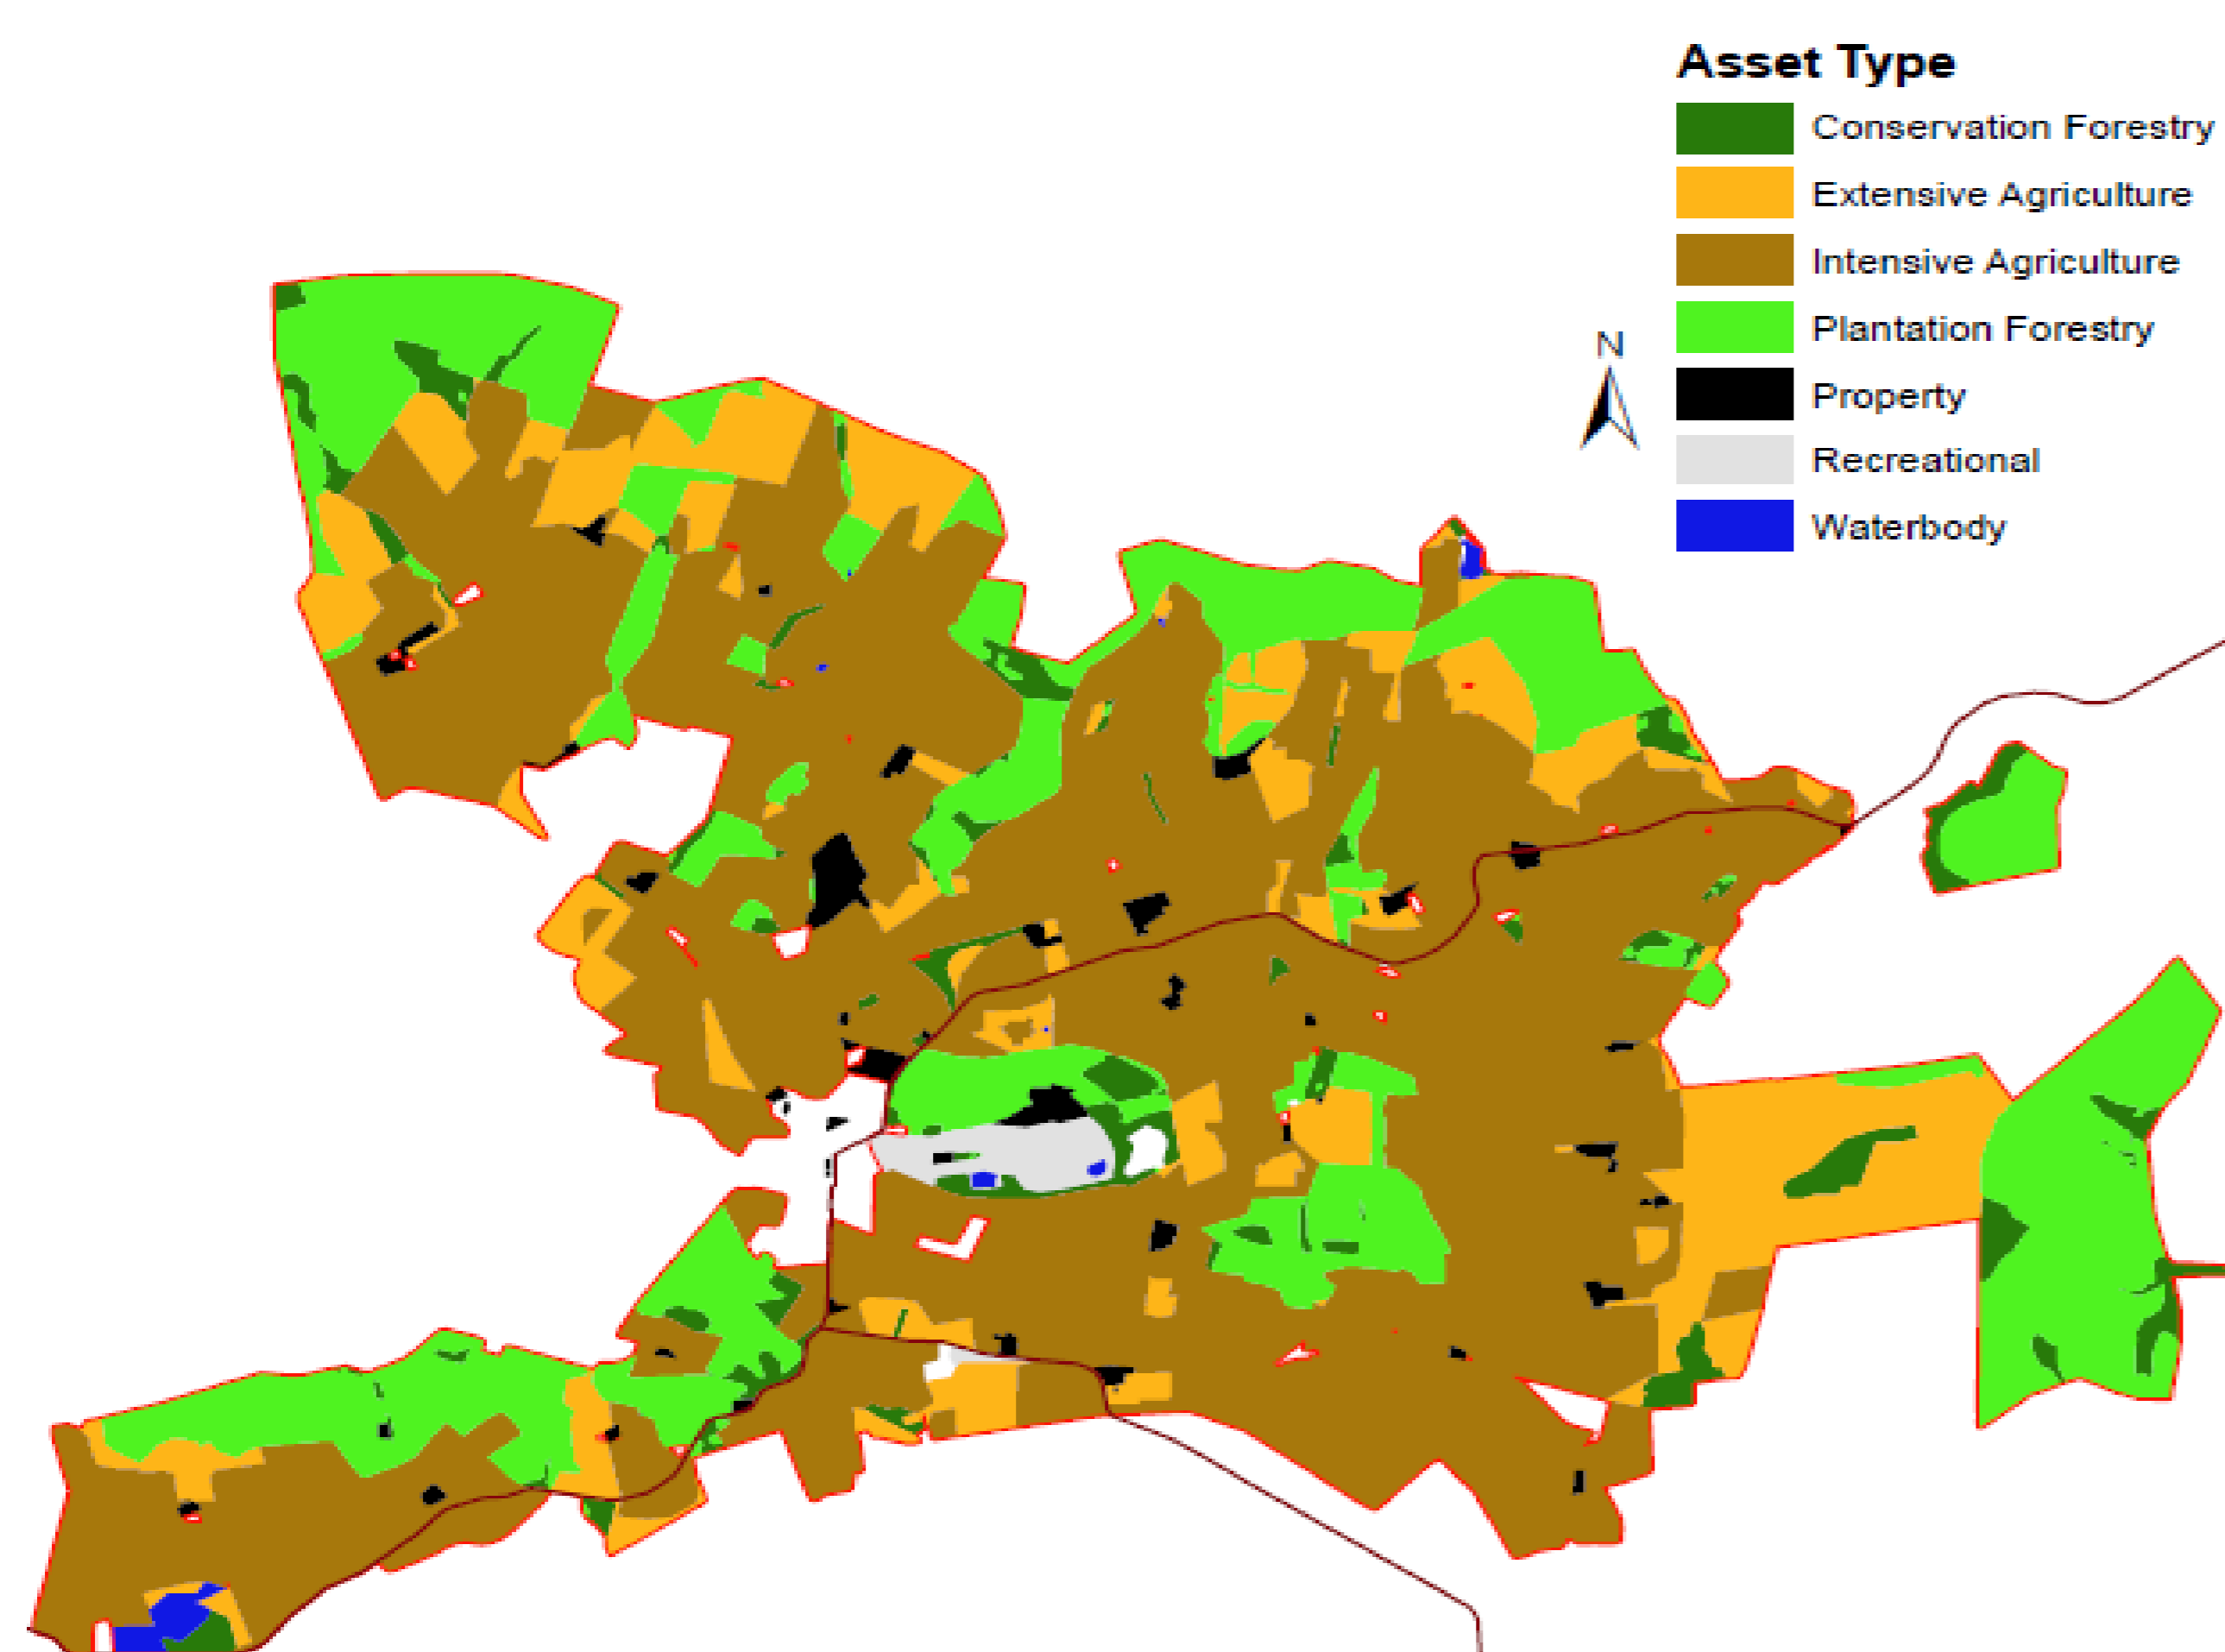 Asset Type
Conservation Forestry
Extensive Agriculture
Intensive Agriculture
Plantation Forestry
N
Property
Recreational
Waterbody